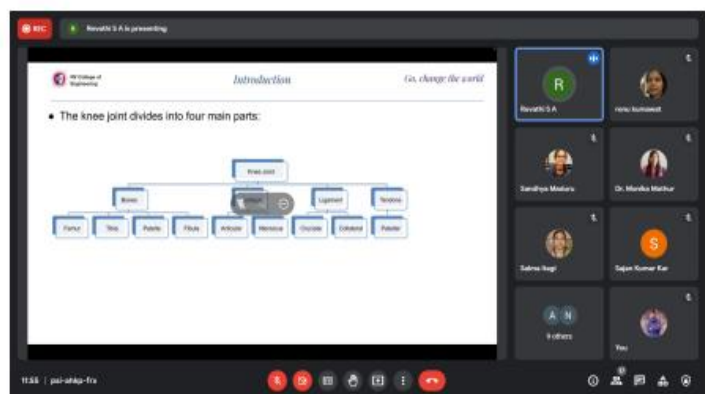 REC
R Revathi S A is presenting
RV College of
Engineering
Introduction
Go, change the world
• The knee joint divides into four main parts:
Knee Joint
Bones
Ligament
Tendons
Femur
Tibia
Patella
Fibula
Articular
Meniscus
Cruciate
Collateral
Patellar
R
Revathi S A
renu kumawat
Sandhya Maduru
Dr. Monika Mathur
Salma Itagi
S
Sajan Kumar Kar
A N
9 others
You
11:55 | psi-ahkp-frx